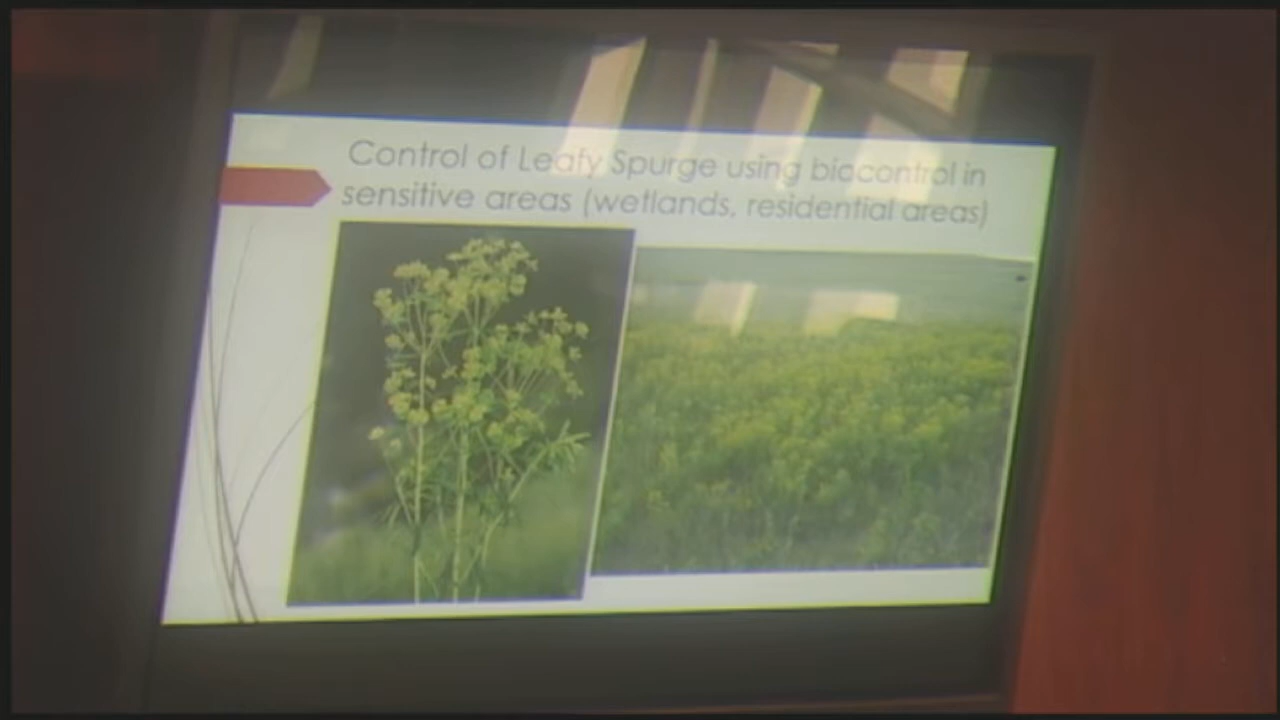 Control of Leafy Spurge using biocontrol in
sensitive areas (wetlands, residential areas)